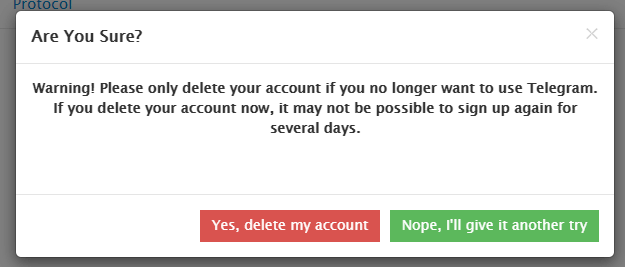 Protocol
Are You Sure?
×
Warning! Please only delete your account if you no longer want to use Telegram.
If you delete your account now, it may not be possible to sign up again for
several days.
Yes, delete my account
Nope, I'll give it another try